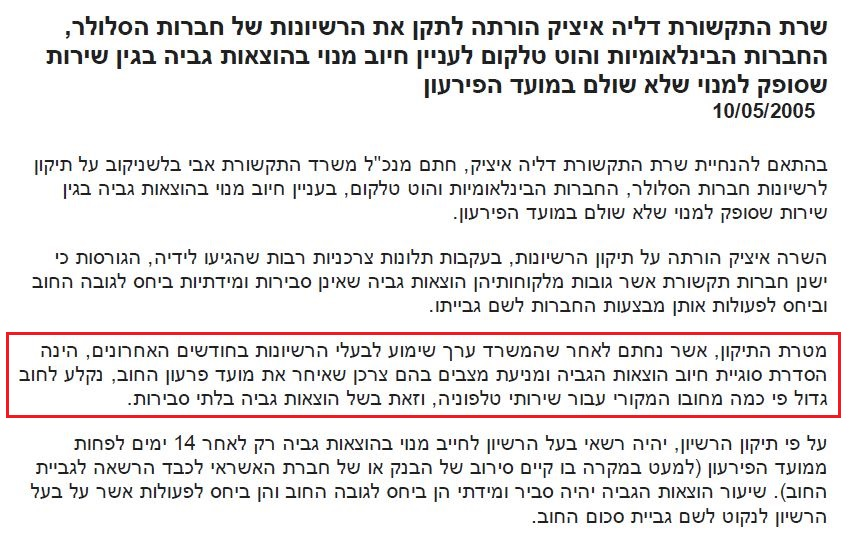 שרת התקשורת דליה איציק הורתה לתקן את הרשיונות של חברות הסלולר,
החברות הבינלאומיות והוט טלקום לעניין חיוב מנוי בהוצאות גביה בגין שירות
שסופק למנוי שלא שולם במועד הפירעון
10/05/2005
בהתאם להנחיית שרת התקשורת דליה איציק, חתם מנכ"ל משרד התקשורת אבי בלשניקוב על תיקון
לרשיונות חברות הסלולר, החברות הבינלאומיות והוט טלקום, בעניין חיוב מנוי בהוצאות גביה בגין
שירות שסופק למנוי שלא שולם במועד הפירעון.
השרה איציק הורתה על תיקון הרשיונות, בעקבות תלונות צרכניות רבות שהגיעו לידיה, הגורסות כי
ישנן חברות תקשורת אשר גובות מלקוחותיהן הוצאות גביה שאינן סבירות ומידתיות ביחס לגובה החוב
וביחס לפעולות אותן מבצעות החברות לשם גבייתו.
מטרת התיקון, אשר נחתם לאחר שהמשרד ערך שימוע לבעלי הרשיונות בחודשים האחרונים, הינה
הסדרת סוגיית חיוב הוצאות הגביה ומניעת מצבים בהם צרכן שאיחר את מועד פרעון החוב, נקלע לחוב
גדול פי כמה מחובו המקורי עבור שירותי טלפוניה, וזאת בשל הוצאות גביה בלתי סבירות.
על פי תיקון הרשיון, יהיה רשאי בעל הרשיון לחייב מנוי בהוצאות גביה רק לאחר 14 ימים לפחות
ממועד הפירעון (למעט במקרה בו קיים סירוב של הבנק או של חברת האשראי לכבד הרשאה לגביית
החוב). שיעור הוצאות הגביה יהיה סביר ומידתי הן ביחס לגובה החוב והן ביחס לפעולות אשר על בעל
הרשיון לנקוט לשם גביית סכום החוב.